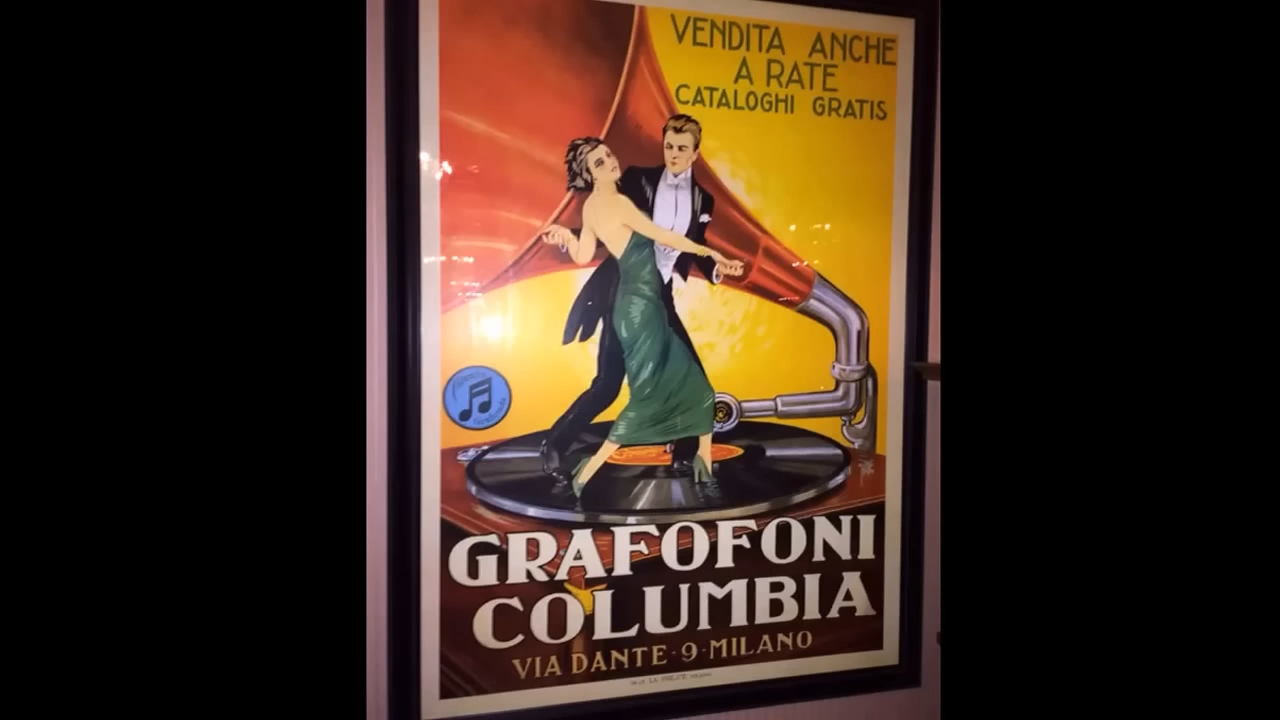 VENDITA ANCHE
A RATE
CATALOGHI GRATIS
GRAFOFONI
COLUMBIA
VIA DANTE-9-MILANO